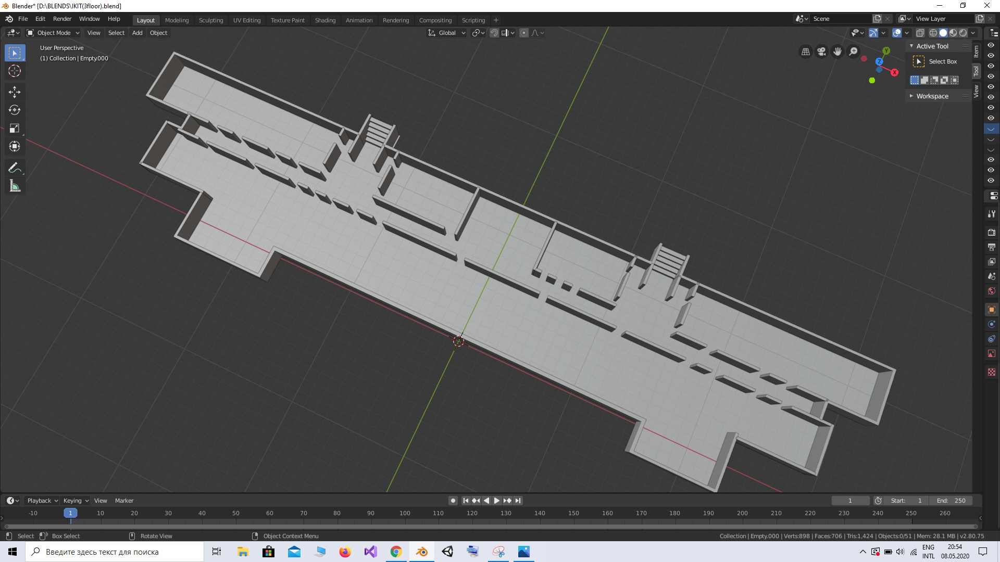 Blender* [D:\BLENDS\IKIT(3floor).blend]
File Edit Render Window Help Layout Modeling Sculpting UV Editing Texture Paint Shading Animation Rendering Compositing Scripting + Scene View Layer
Object Mode View Select Add Object Global
User Perspective
(1) Collection | Empty.000
Y
Z
X
Active Tool
Select Box
Workspace
Item
Tool
View
Playback Keying View Marker 1 Start: 1 End: 250
-10 1 10 20 30 40 50 60 70 80 90 100 110 120 130 140 150 160 170 180 190 200 210 220 230 240 250 260
Select Box Select Rotate View Object Context Menu Collection | Empty.000 | Verts:898 | Faces:706 | Tris:1,424 | Objects:0/51 | Mem: 28.1 MB | v2.80.75
Введите здесь текст для поиска
ENG 20:54
INTL 08.05.2020